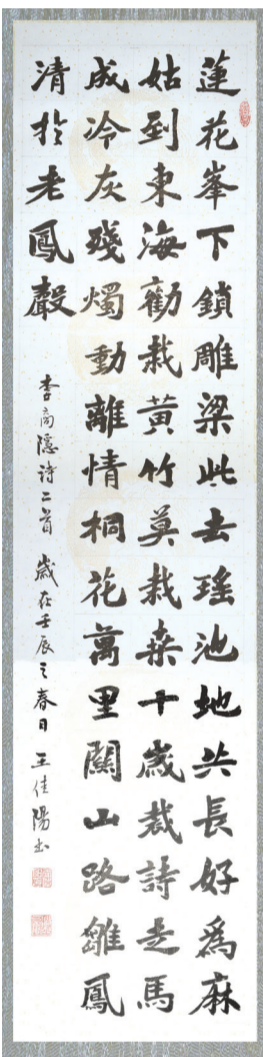 蓮花峯下鎖雕梁此去瑤池地共長好為麻
姑到東海勸栽黃竹莫栽桑十歲裁詩走馬
成冷灰殘燭動離情桐花萬里關山路雛鳳
清於老鳳聲
李商隱詩二首 歲在壬辰之春日 王佳陽書